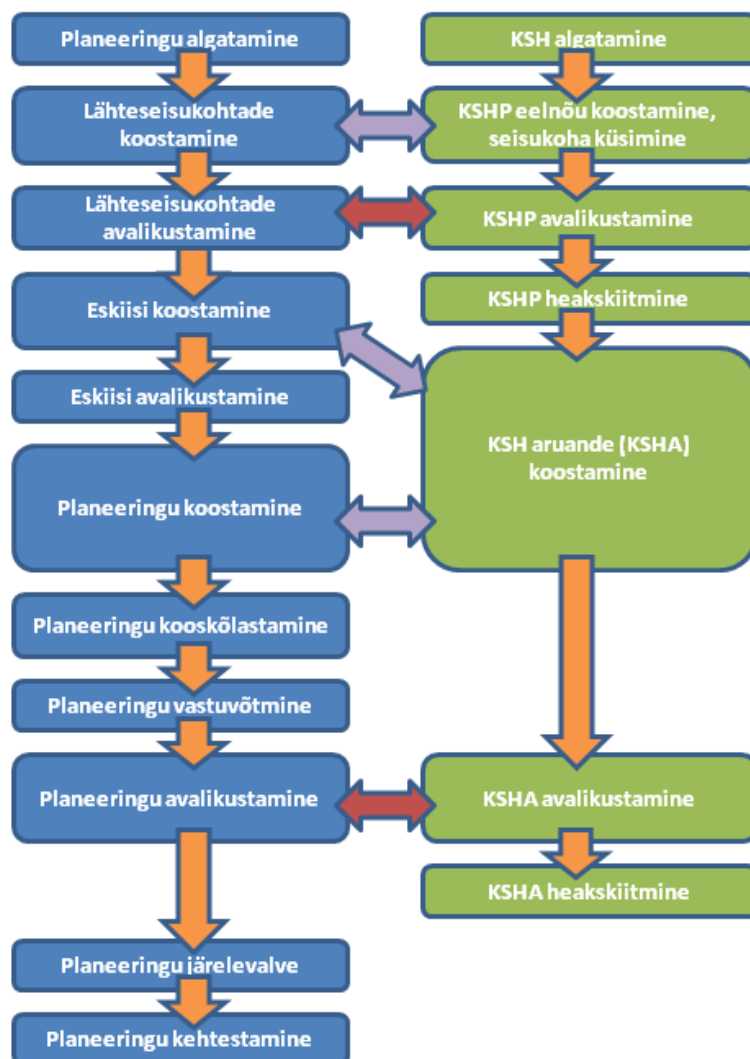 Planeeringu algatamine
Lähteseisukohtade
koostamine
Lähteseisukohtade
avalikustamine
Eskiisi koostamine
Eskiisi avalikustamine
Planeeringu koostamine
Planeeringu kooskõlastamine
Planeeringu vastuvõtmine
Planeeringu avalikustamine
Planeeringu järelevalve
Planeeringu kehtestamine
KSH algatamine
KSHP eelnõu koostamine,
seisukoha küsimine
KSHP avalikustamine
KSHP heakskiitmine
KSH aruande (KSHA)
koostamine
KSHA avalikustamine
KSHA heakskiitmine